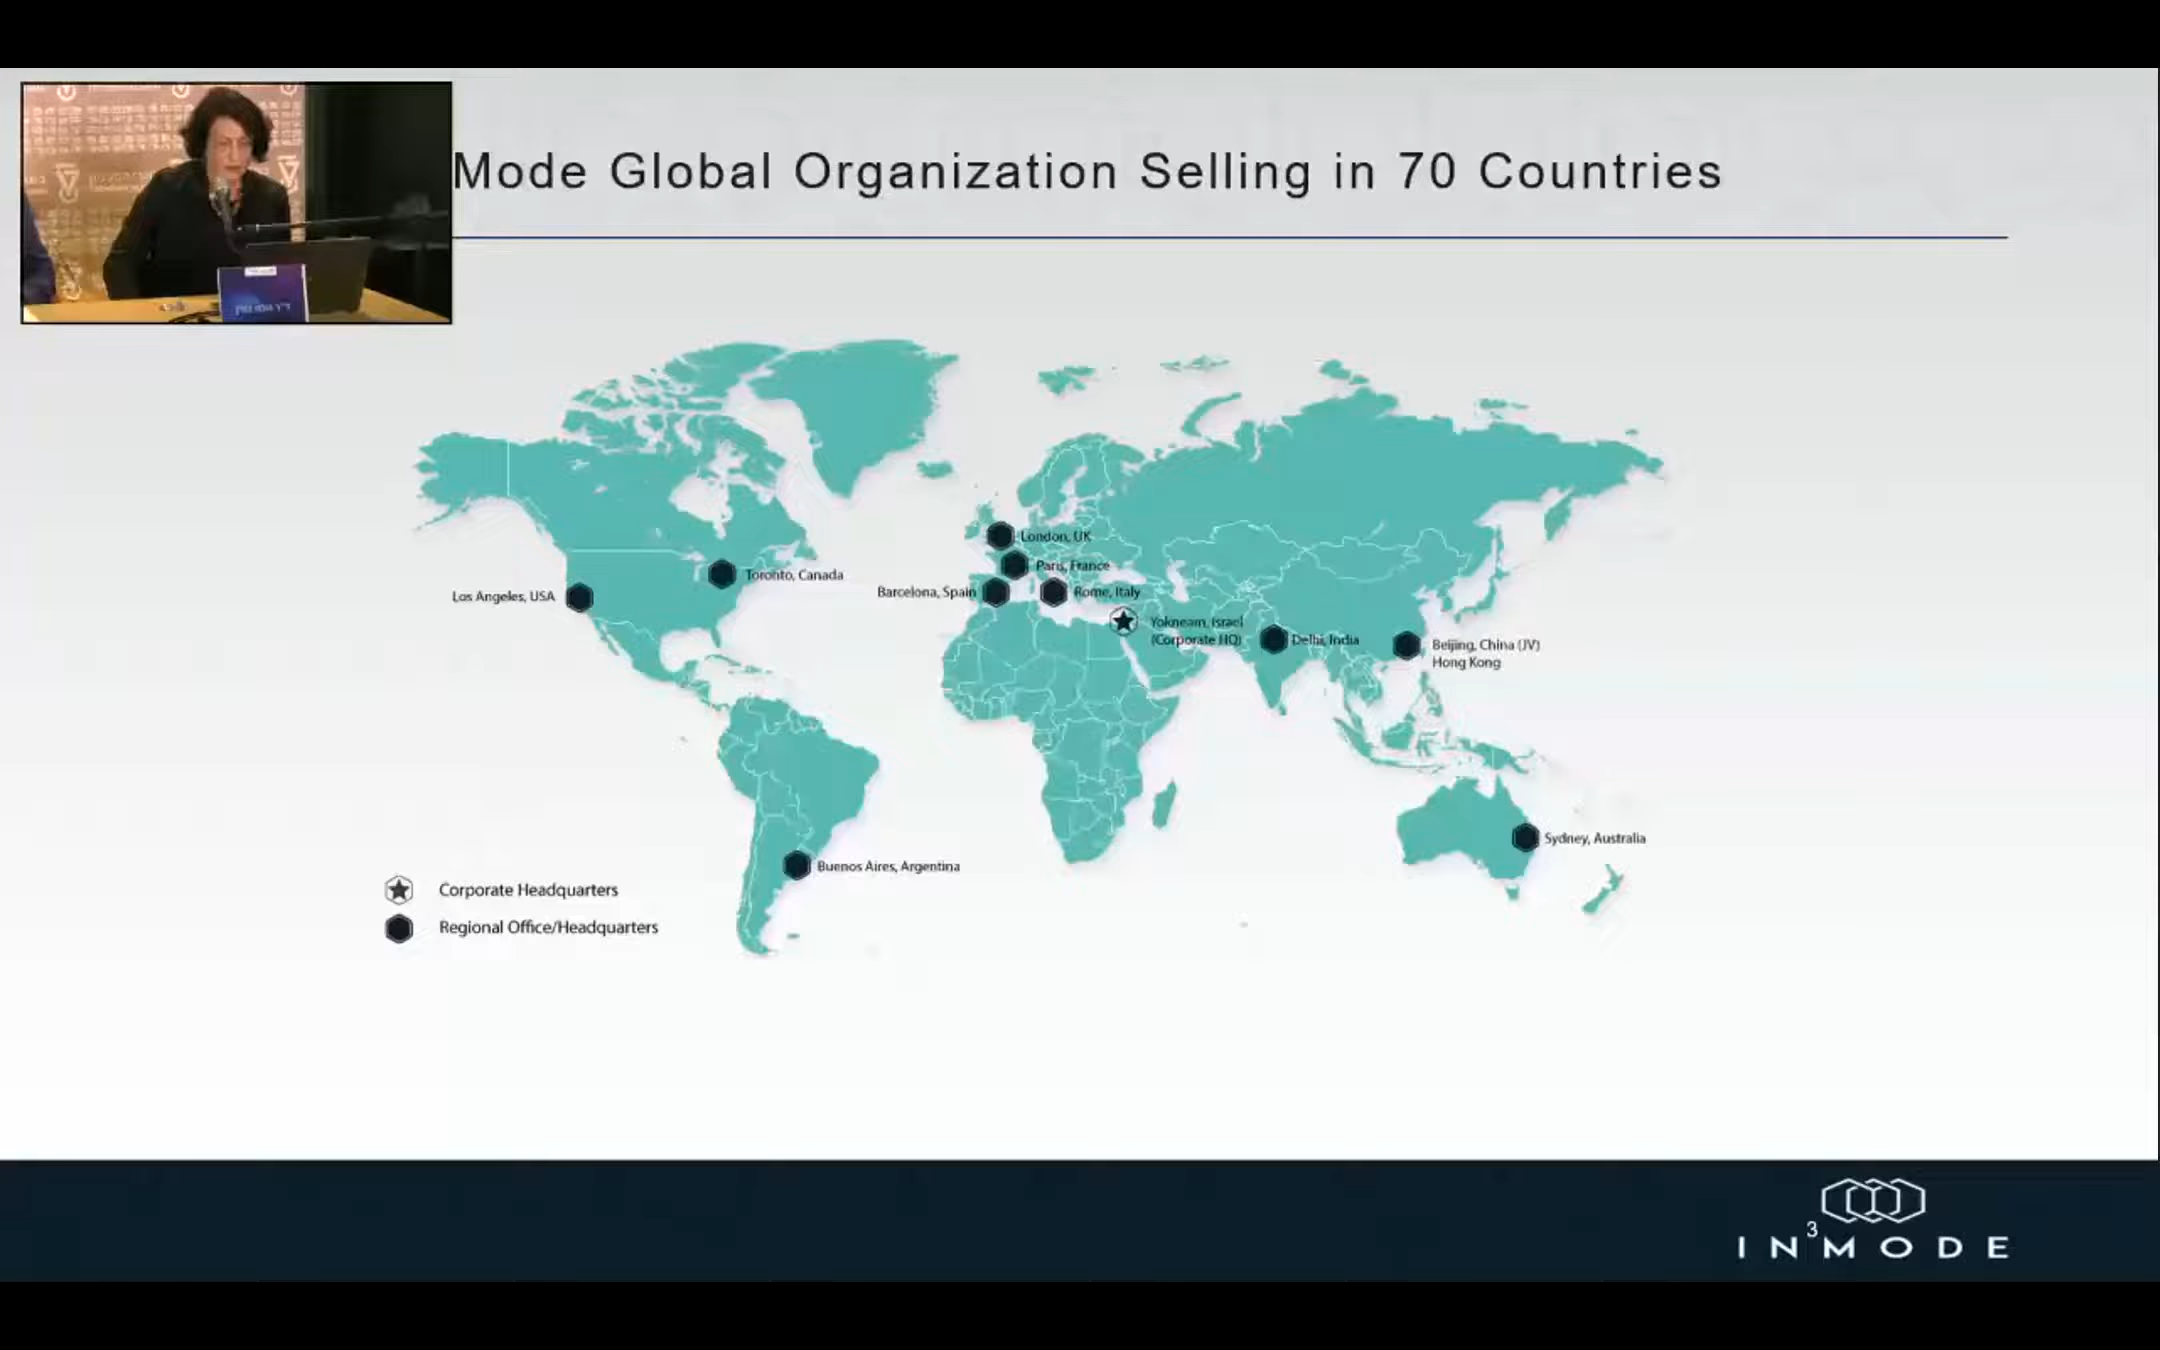 Mode Global Organization Selling in 70 Countries
London, UK
Paris, France
Toronto, Canada
Los Angeles, USA
Barcelona, Spain
Rome, Italy
Yokneam, Israel
(Corporate HQ)
Delhi, India
Beijing, China (JV)
Hong Kong
Sydney, Australia
Buenos Aires, Argentina
Corporate Headquarters
Regional Office/Headquarters
3
INMODE